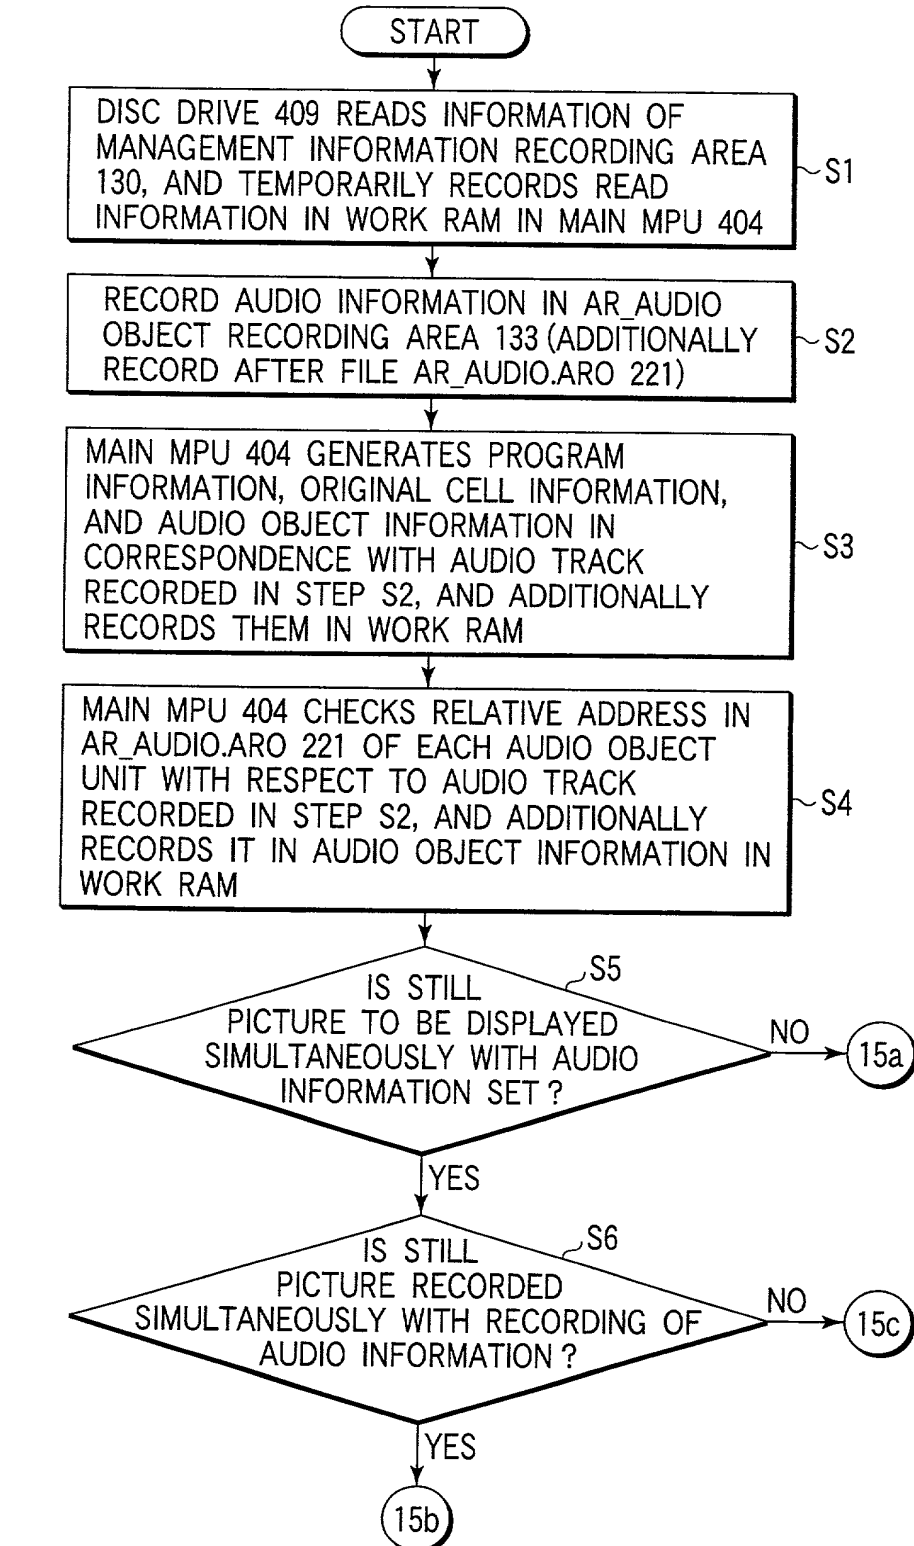 START
DISC DRIVE 409 READS INFORMATION OF
MANAGEMENT INFORMATION RECORDING AREA
130, AND TEMPORARILY RECORDS READ
INFORMATION IN WORK RAM IN MAIN MPU 404
S1
RECORD AUDIO INFORMATION IN AR_AUDIO
OBJECT RECORDING AREA 133 (ADDITIONALLY
RECORD AFTER FILE AR_AUDIO.ARO 221)
S2
MAIN MPU 404 GENERATES PROGRAM
INFORMATION, ORIGINAL CELL INFORMATION,
AND AUDIO OBJECT INFORMATION IN
CORRESPONDENCE WITH AUDIO TRACK
RECORDED IN STEP S2, AND ADDITIONALLY
RECORDS THEM IN WORK RAM
S3
MAIN MPU 404 CHECKS RELATIVE ADDRESS IN
AR_AUDIO.ARO 221 OF EACH AUDIO OBJECT
UNIT WITH RESPECT TO AUDIO TRACK
RECORDED IN STEP S2, AND ADDITIONALLY
RECORDS IT IN AUDIO OBJECT INFORMATION IN
WORK RAM
S4
S5
IS STILL
PICTURE TO BE DISPLAYED
SIMULTANEOUSLY WITH AUDIO
INFORMATION SET ?
NO
15a
YES
S6
IS STILL
PICTURE RECORDED
SIMULTANEOUSLY WITH RECORDING OF
AUDIO INFORMATION ?
NO
15c
YES
15b